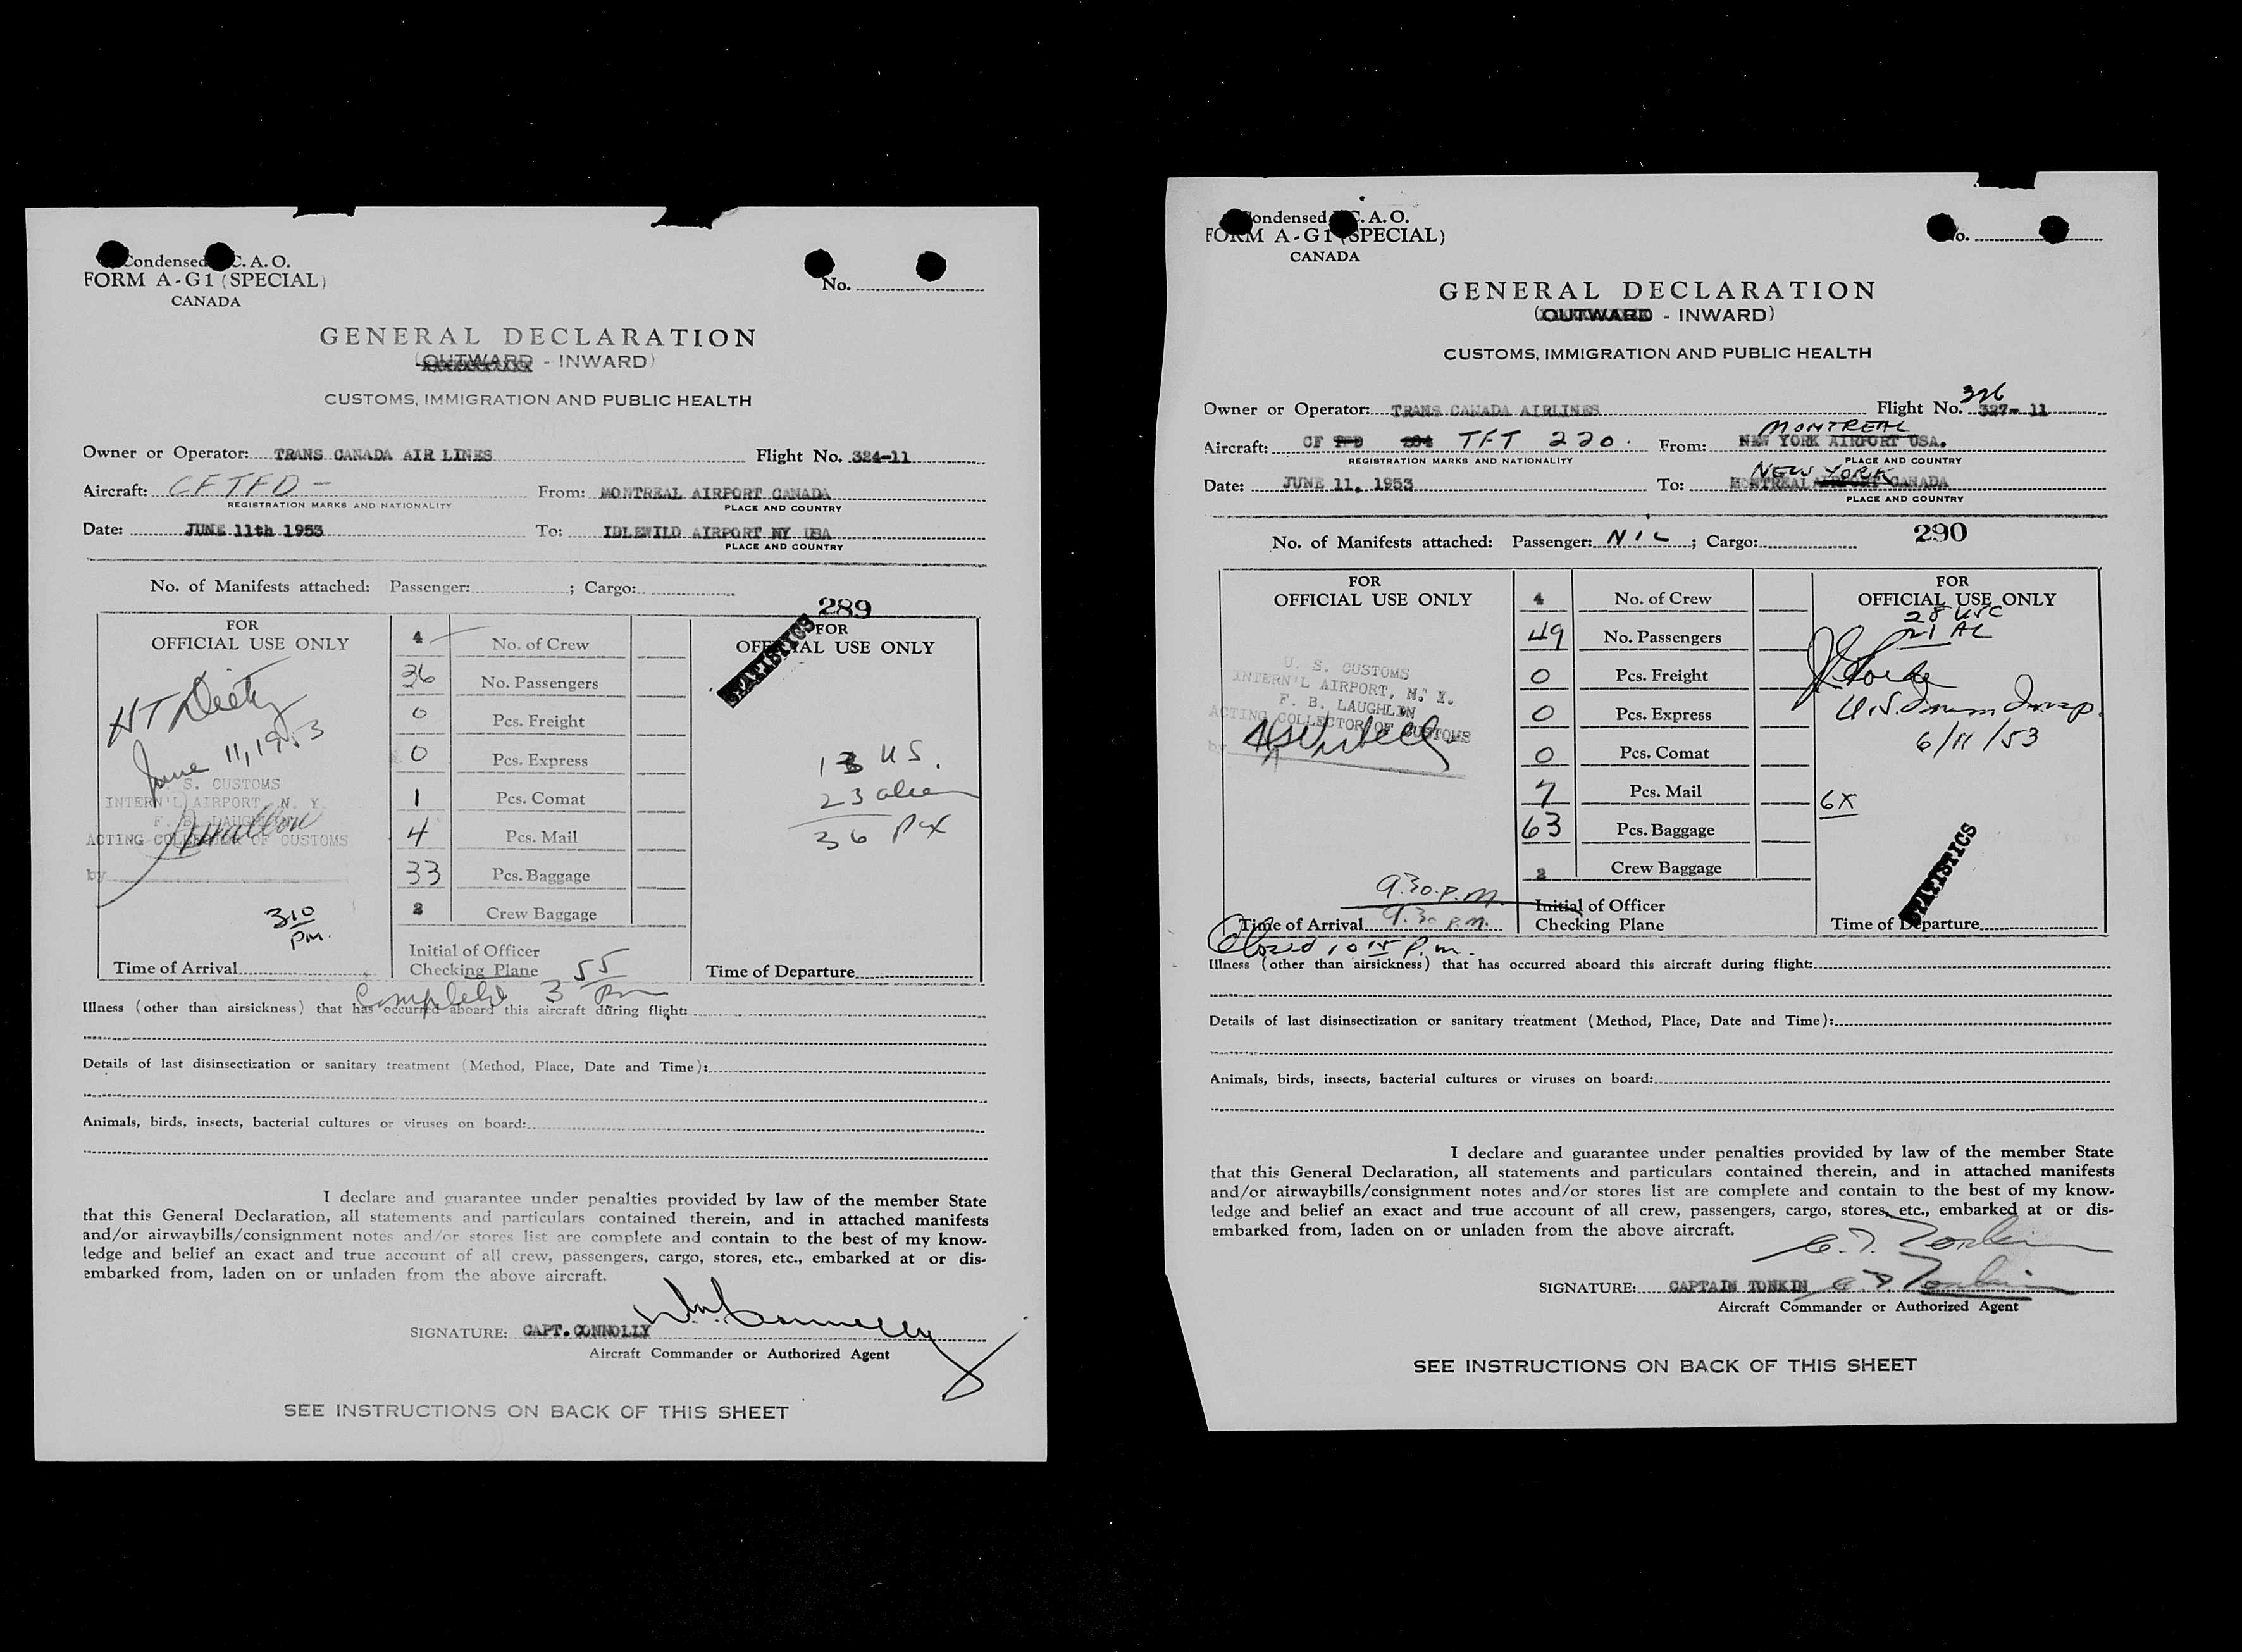 Condensed I.C.A.O.
FORM A-G1 (SPECIAL)
CANADA
No.
GENERAL DECLARATION
(OUTWARD - INWARD)
CUSTOMS, IMMIGRATION AND PUBLIC HEALTH
Owner or Operator: TRANS CANADA AIR LINES Flight No. 324-11
Aircraft: CF TFD - From: MONTREAL AIRPORT CANADA
REGISTRATION MARKS AND NATIONALITY PLACE AND COUNTRY
Date: JUNE 11th 1953 To: IDLEWILD AIRPORT NY USA
PLACE AND COUNTRY
No. of Manifests attached: Passenger: ; Cargo:
289
FOR
OFFICIAL USE ONLY
June 11, 1953
U. S. CUSTOMS
INTERN'L AIRPORT, N. Y.
F. B. LAUGHLIN
ACTING COLLECTOR OF CUSTOMS
by
310 PM.
Time of Arrival
4 No. of Crew
36 No. Passengers
0 Pcs. Freight
0 Pcs. Express
1 Pcs. Comat
4 Pcs. Mail
33 Pcs. Baggage
2 Crew Baggage
Initial of Officer
Checking Plane
FOR
OFFICIAL USE ONLY
STATISTICS
13 US.
23 alien
36 pax
Time of Departure
Completed 3 55 Pm
Illness (other than airsickness) that has occurred aboard this aircraft during flight:
Details of last disinsectization or sanitary treatment (Method, Place, Date and Time):
Animals, birds, insects, bacterial cultures or viruses on board:
I declare and guarantee under penalties provided by law of the member State
that this General Declaration, all statements and particulars contained therein, and in attached manifests
and/or airwaybills/consignment notes and/or stores list are complete and contain to the best of my know-
ledge and belief an exact and true account of all crew, passengers, cargo, stores, etc., embarked at or dis-
embarked from, laden on or unladen from the above aircraft.
SIGNATURE: CAPT. CONNOLLY Wm. Connolly
Aircraft Commander or Authorized Agent
SEE INSTRUCTIONS ON BACK OF THIS SHEET
Condensed I.C.A.O.
FORM A-G1 (SPECIAL)
CANADA
No.
GENERAL DECLARATION
(OUTWARD - INWARD)
CUSTOMS, IMMIGRATION AND PUBLIC HEALTH
326
Owner or Operator: TRANS CANADA AIRLINES Flight No. 327-11
MONTREAL
Aircraft: CF TFD 204 TFT 220. From: NEW YORK AIRPORT USA.
REGISTRATION MARKS AND NATIONALITY PLACE AND COUNTRY
NEW YORK
Date: JUNE 11, 1953 To: MONTREAL AIRPORT CANADA
PLACE AND COUNTRY
No. of Manifests attached: Passenger: NIL ; Cargo: 290
FOR
OFFICIAL USE ONLY
U. S. CUSTOMS
INTERN'L AIRPORT, N. Y.
F. B. LAUGHLIN
ACTING COLLECTOR OF CUSTOMS
by
9.30.P.M.
Time of Arrival 9.30 P.M.
Closed 10 15 P.m.
4 No. of Crew
49 No. Passengers
0 Pcs. Freight
0 Pcs. Express
0 Pcs. Comat
7 Pcs. Mail
63 Pcs. Baggage
2 Crew Baggage
Initial of Officer
Checking Plane
FOR
OFFICIAL USE ONLY
28 USC
21 AL
U.S. Imm Insp.
6/11/53
6X
STATISTICS
Time of Departure
Illness (other than airsickness) that has occurred aboard this aircraft during flight:
Details of last disinsectization or sanitary treatment (Method, Place, Date and Time):
Animals, birds, insects, bacterial cultures or viruses on board:
I declare and guarantee under penalties provided by law of the member State
that this General Declaration, all statements and particulars contained therein, and in attached manifests
and/or airwaybills/consignment notes and/or stores list are complete and contain to the best of my know-
ledge and belief an exact and true account of all crew, passengers, cargo, stores, etc., embarked at or dis-
embarked from, laden on or unladen from the above aircraft.
SIGNATURE: CAPTAIN TONKIN
Aircraft Commander or Authorized Agent
SEE INSTRUCTIONS ON BACK OF THIS SHEET